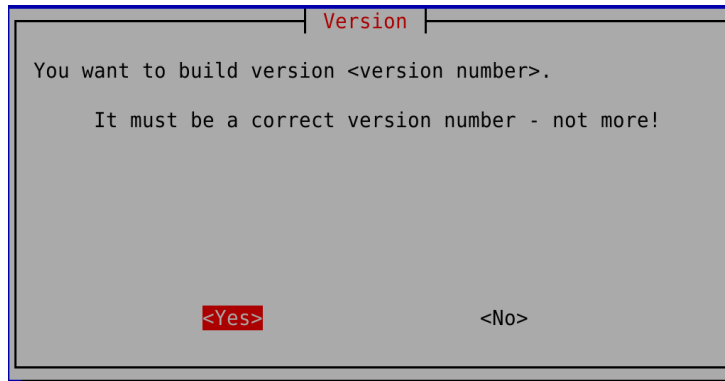 Version
You want to build version <version number>.
It must be a correct version number - not more!
<Yes> <No>